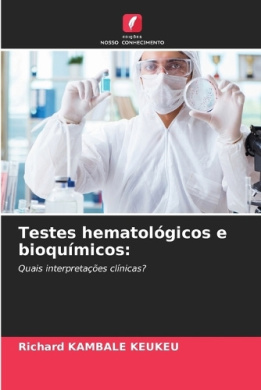 edições
NOSSO CONHECIMENTO
Testes hematológicos e
bioquímicos:
Quais interpretações clínicas?
Richard KAMBALE KEUKEU